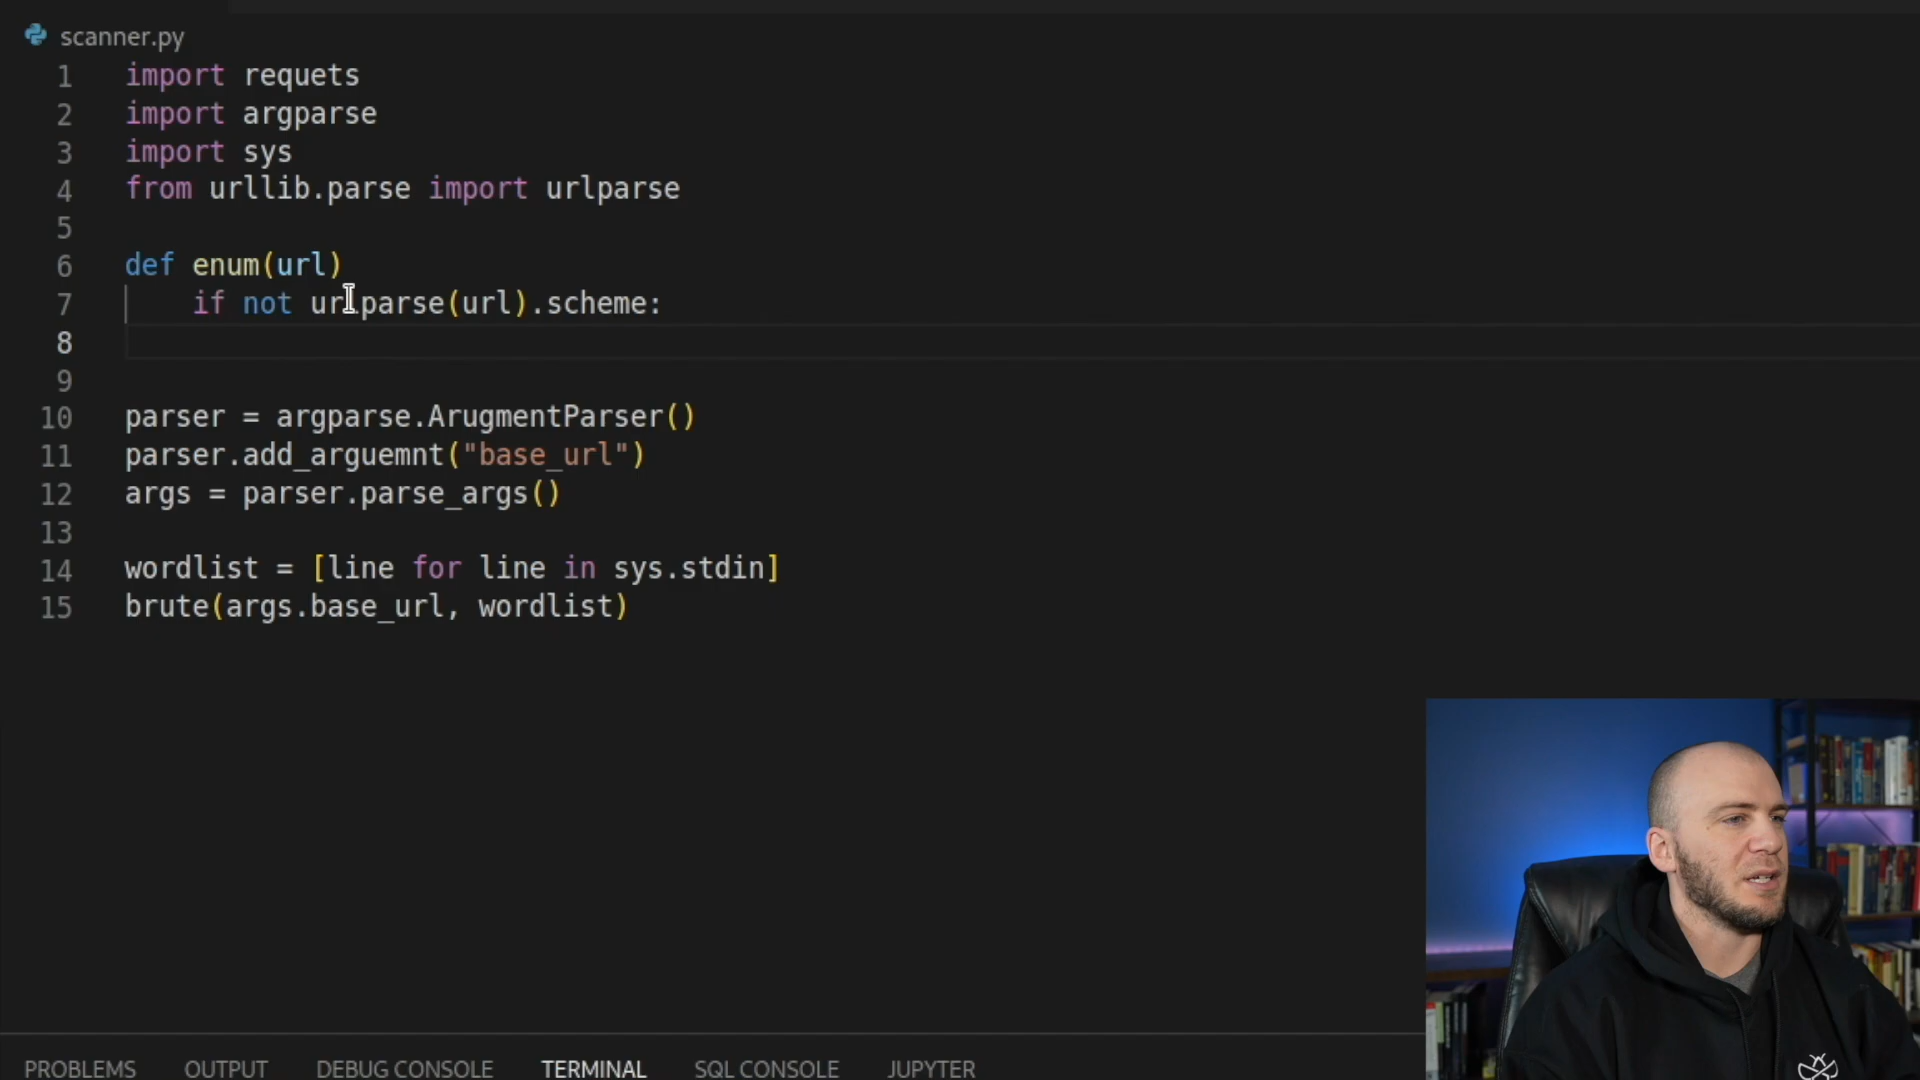 scanner.py
1 import requets
2 import argparse
3 import sys
4 from urllib.parse import urlparse
5
6 def enum(url)
7 if not urlparse(url).scheme:
8
9
10 parser = argparse.ArugmentParser()
11 parser.add_arguemnt("base_url")
12 args = parser.parse_args()
13
14 wordlist = [line for line in sys.stdin]
15 brute(args.base_url, wordlist)
PROBLEMS OUTPUT DEBUG CONSOLE TERMINAL SQL CONSOLE JUPYTER